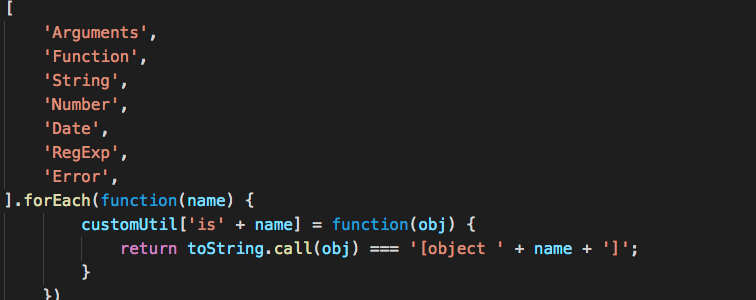 [
'Arguments',
'Function',
'String',
'Number',
'Date',
'RegExp',
'Error',
].forEach(function(name) {
customUtil['is' + name] = function(obj) {
return toString.call(obj) === '[object ' + name + ']';
}
})